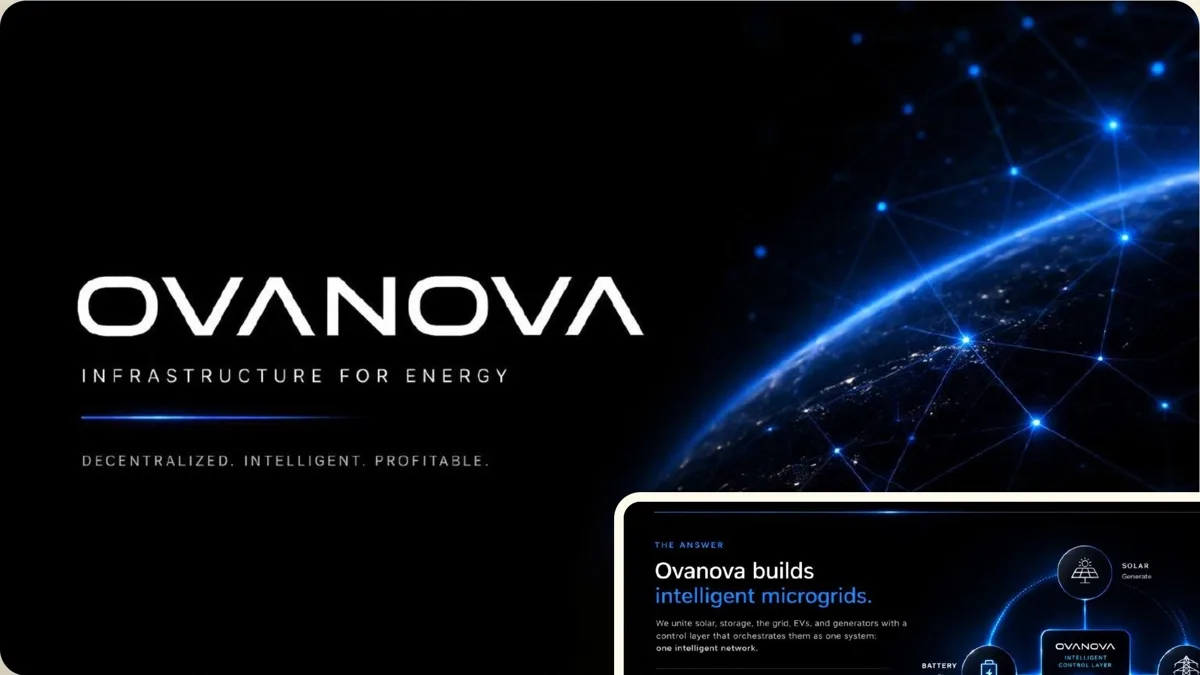 OVANOVA
INFRASTRUCTURE FOR ENERGY
DECENTRALIZED. INTELLIGENT. PROFITABLE.
THE ANSWER
Ovanova builds
intelligent microgrids.
We unite solar, storage, the grid, EVs, and generators with a
control layer that orchestrates them as one system:
one intelligent network.
SOLAR
Generate
OVANOVA
INTELLIGENT
CONTROL LAYER
BATTERY